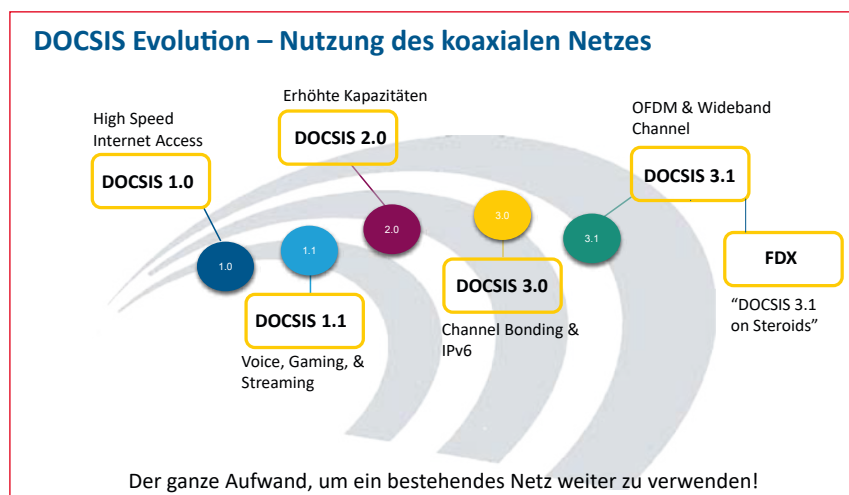 DOCSIS Evolution – Nutzung des koaxialen Netzes
High Speed
Internet Access
DOCSIS 1.0
1.0
1.1
DOCSIS 1.1
Voice, Gaming, &
Streaming
Erhöhte Kapazitäten
DOCSIS 2.0
2.0
3.0
DOCSIS 3.0
Channel Bonding &
IPv6
OFDM & Wideband
Channel
DOCSIS 3.1
3.1
FDX
“DOCSIS 3.1
on Steroids”
Der ganze Aufwand, um ein bestehendes Netz weiter zu verwenden!